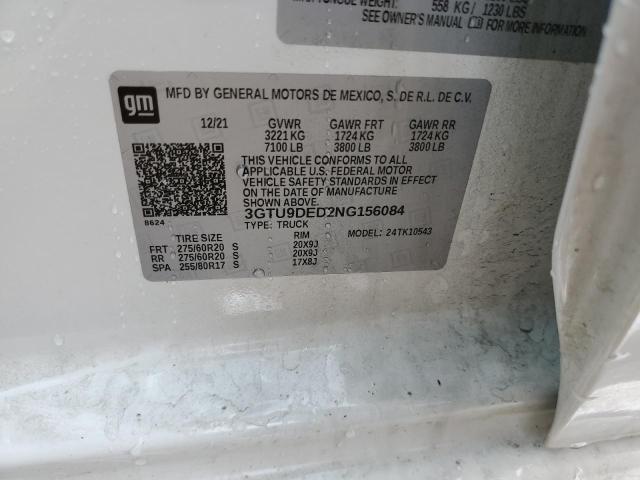 558 KG/ 1230 LBS
SEE OWNER'S MANUAL FOR MORE INFORMATION
gm
MFD BY GENERAL MOTORS DE MEXICO, S. DE R.L. DE C.V.
12/21 GVWR GAWR FRT GAWR RR
3221 KG 1724 KG 1724 KG
7100 LB 3800 LB 3800 LB
THIS VEHICLE CONFORMS TO ALL
APPLICABLE U.S. FEDERAL MOTOR
VEHICLE SAFETY STANDARDS IN EFFECT
ON THE DATE OF MANUFACTURE
SHOWN ABOVE.
3GTU9DED2NG156084
8624
TYPE: TRUCK MODEL: 24TK10543
TIRE SIZE RIM
FRT 275/60R20 S 20X9J
RR 275/60R20 S 20X9J
SPA 255/80R17 S 17X8J